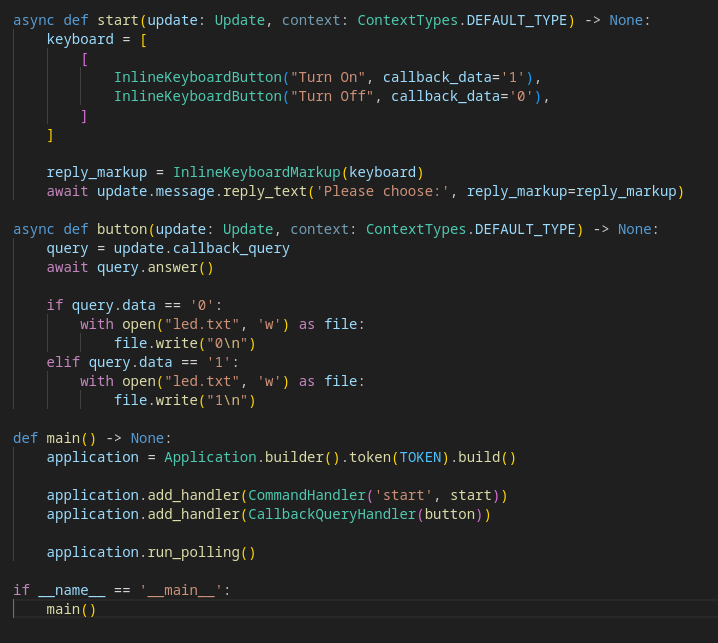 async def start(update: Update, context: ContextTypes.DEFAULT_TYPE) -> None:
    keyboard = [
        [
            InlineKeyboardButton("Turn On", callback_data='1'),
            InlineKeyboardButton("Turn Off", callback_data='0'),
        ]
    ]

    reply_markup = InlineKeyboardMarkup(keyboard)
    await update.message.reply_text('Please choose:', reply_markup=reply_markup)

async def button(update: Update, context: ContextTypes.DEFAULT_TYPE) -> None:
    query = update.callback_query
    await query.answer()

    if query.data == '0':
        with open("led.txt", 'w') as file:
            file.write("0\n")
    elif query.data == '1':
        with open("led.txt", 'w') as file:
            file.write("1\n")

def main() -> None:
    application = Application.builder().token(TOKEN).build()

    application.add_handler(CommandHandler('start', start))
    application.add_handler(CallbackQueryHandler(button))

    application.run_polling()

if __name__ == '__main__':
    main()